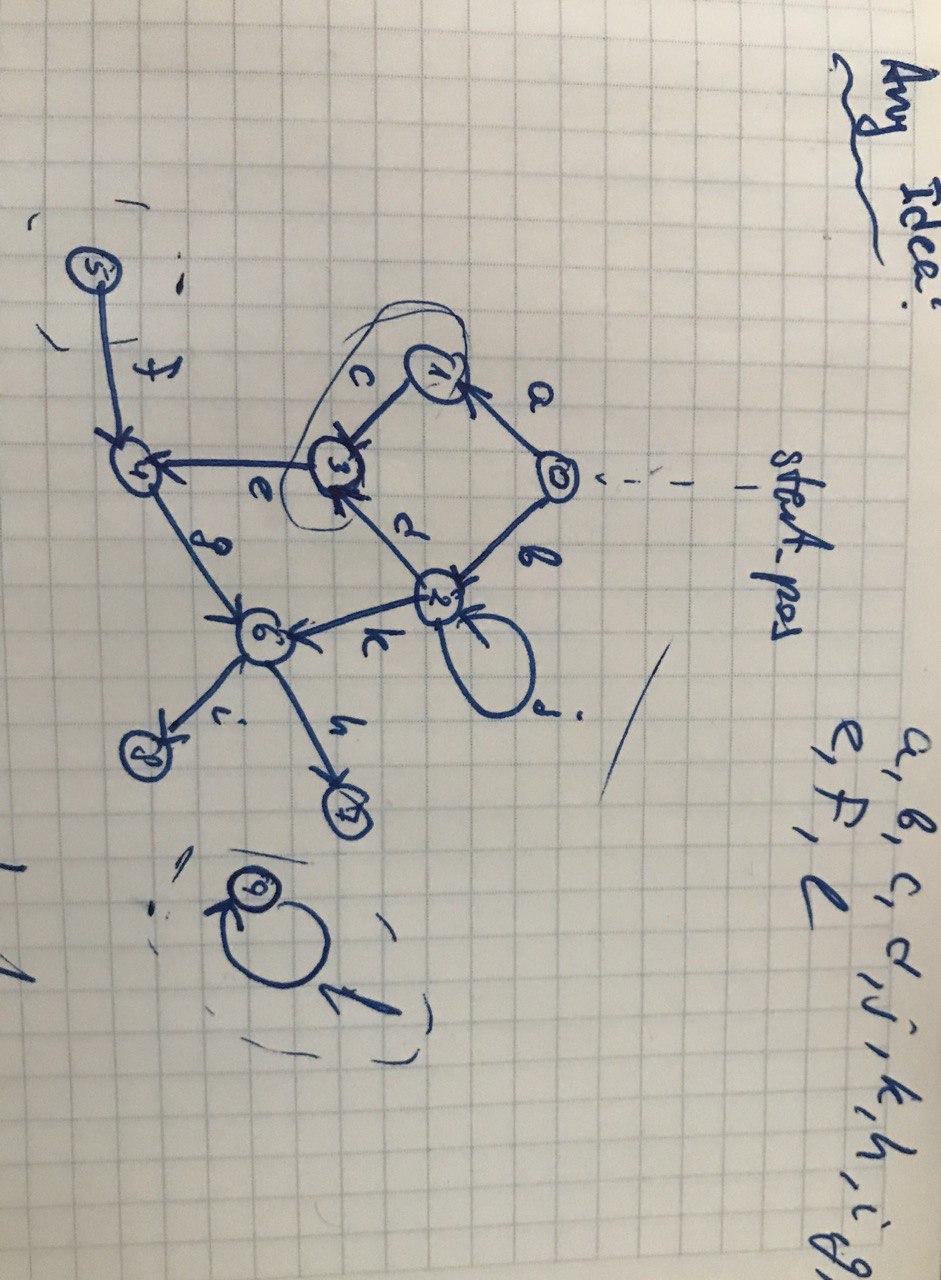 Any Idea?
a, b, c, d, j, k, h, i g,
e, f, l
start_pos
0
a
b
j
1
2
d
k
c
l
3
h
7
e
6
9
g
i
f
4
8
5